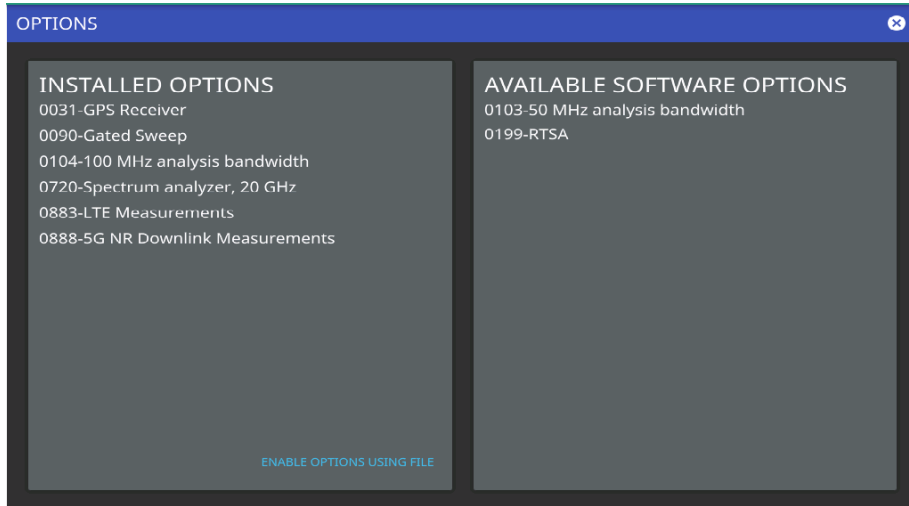 OPTIONS
INSTALLED OPTIONS
0031-GPS Receiver
0090-Gated Sweep
0104-100 MHz analysis bandwidth
0720-Spectrum analyzer, 20 GHz
0883-LTE Measurements
0888-5G NR Downlink Measurements
ENABLE OPTIONS USING FILE
AVAILABLE SOFTWARE OPTIONS
0103-50 MHz analysis bandwidth
0199-RTSA